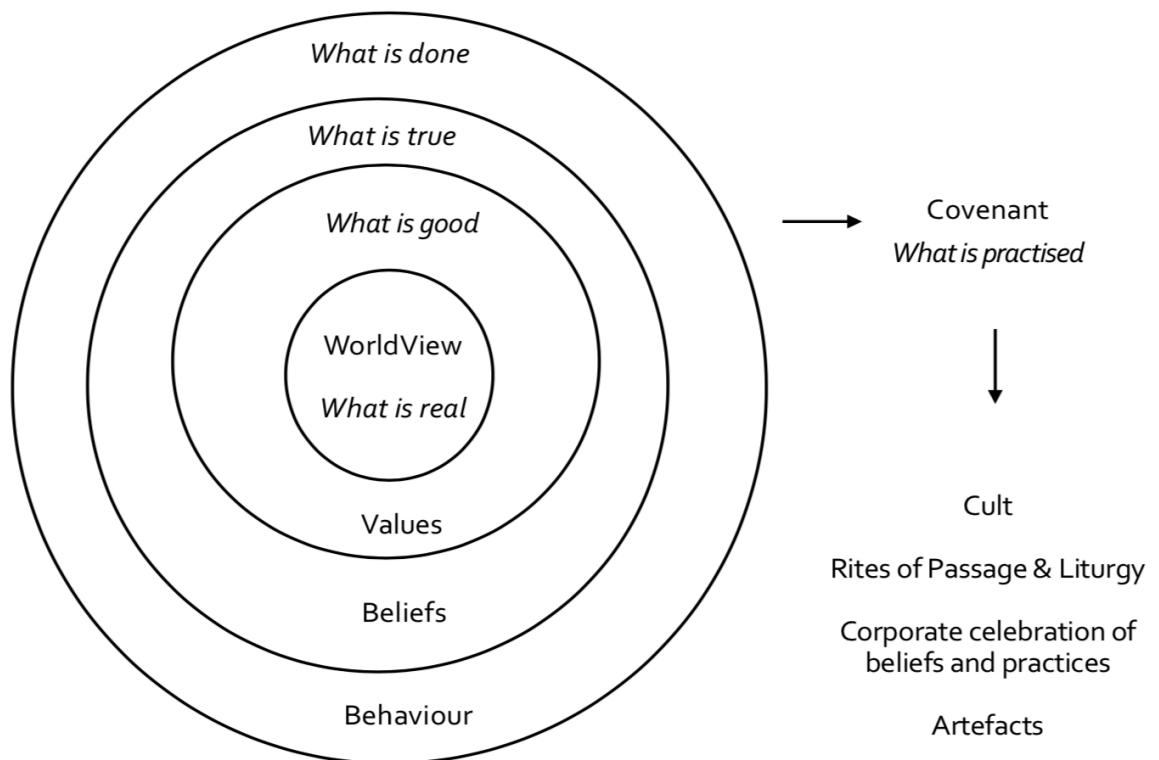 What is done
What is true
What is good
WorldView
What is real
Values
Beliefs
Behaviour
Covenant
What is practised
Cult
Rites of Passage & Liturgy
Corporate celebration of
beliefs and practices
Artefacts